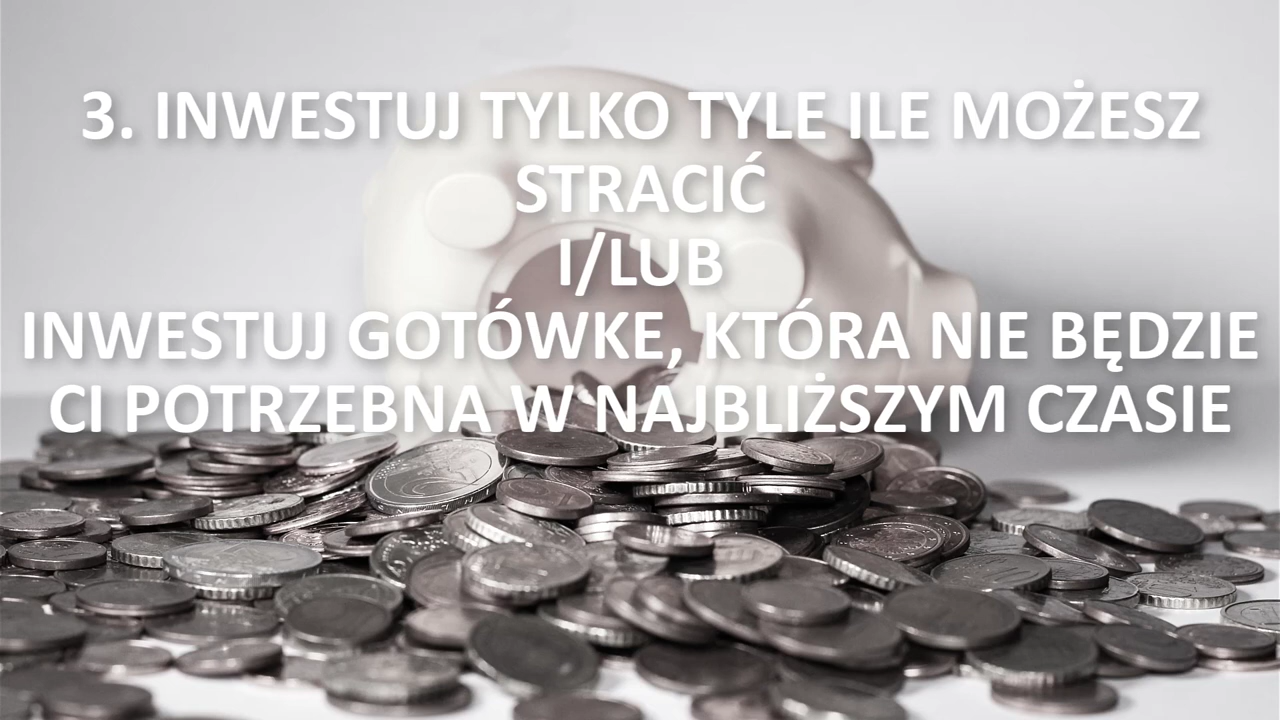 3. INWESTUJ TYLKO TYLE ILE MOŻESZ
STRACIĆ
I/LUB
INWESTUJ GOTÓWKE, KTÓRA NIE BĘDZIE
CI POTRZEBNA W NAJBLIŻSZYM CZASIE